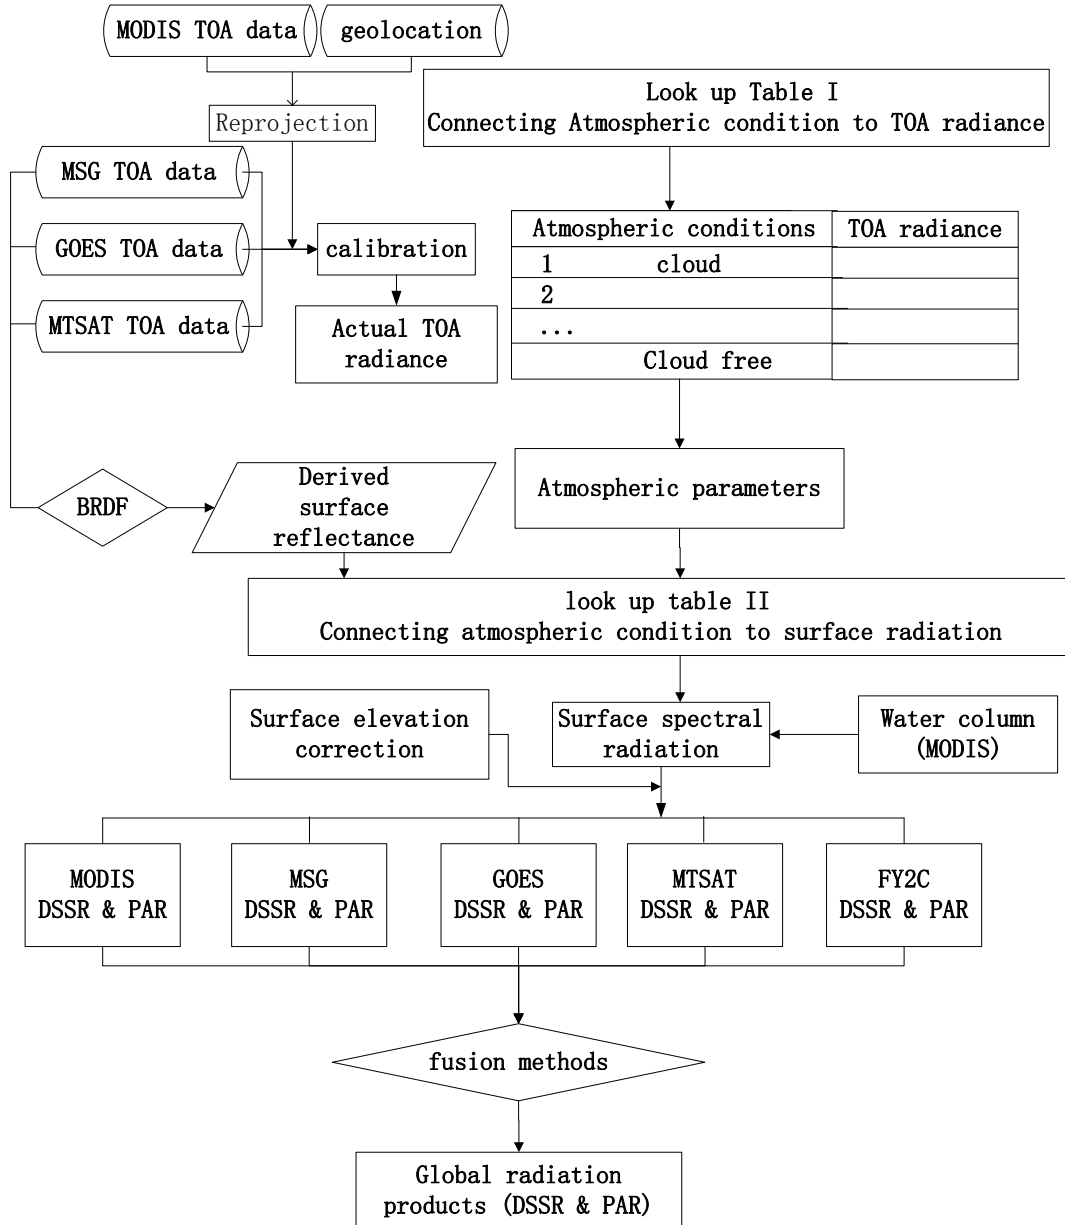 MODIS TOA data
geolocation
Look up Table I
Connecting Atmospheric condition to TOA radiance
Reprojection
MSG TOA data
GOES TOA data
MTSAT TOA data
calibration
Actual TOA
radiance
Atmospheric conditions TOA radiance
1 cloud
2
...
Cloud free
BRDF
Derived
surface
reflectance
Atmospheric parameters
look up table II
Connecting atmospheric condition to surface radiation
Surface elevation
correction
Surface spectral
radiation
Water column
(MODIS)
MODIS
DSSR & PAR
MSG
DSSR & PAR
GOES
DSSR & PAR
MTSAT
DSSR & PAR
FY2C
DSSR & PAR
fusion methods
Global radiation
products (DSSR & PAR)